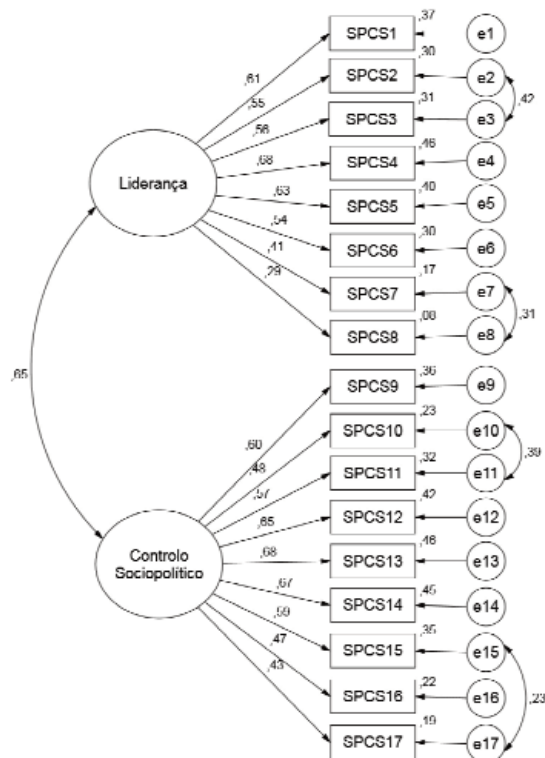 ,37
SPCS1
e1
,61
,30
SPCS2
e2
,55
,42
,31
SPCS3
e3
,56
,46
SPCS4
e4
,68
Liderança
,40
SPCS5
e5
,63
,30
SPCS6
e6
,54
,17
SPCS7
e7
,41
,31
,08
SPCS8
e8
,29
,65
,36
SPCS9
e9
,60
,23
SPCS10
e10
,48
,39
,32
SPCS11
e11
,57
,42
SPCS12
e12
,65
Controlo
Sociopolítico
,46
SPCS13
e13
,68
,45
SPCS14
e14
,67
,35
SPCS15
e15
,59
,22
SPCS16
e16
,47
,23
,19
SPCS17
e17
,43